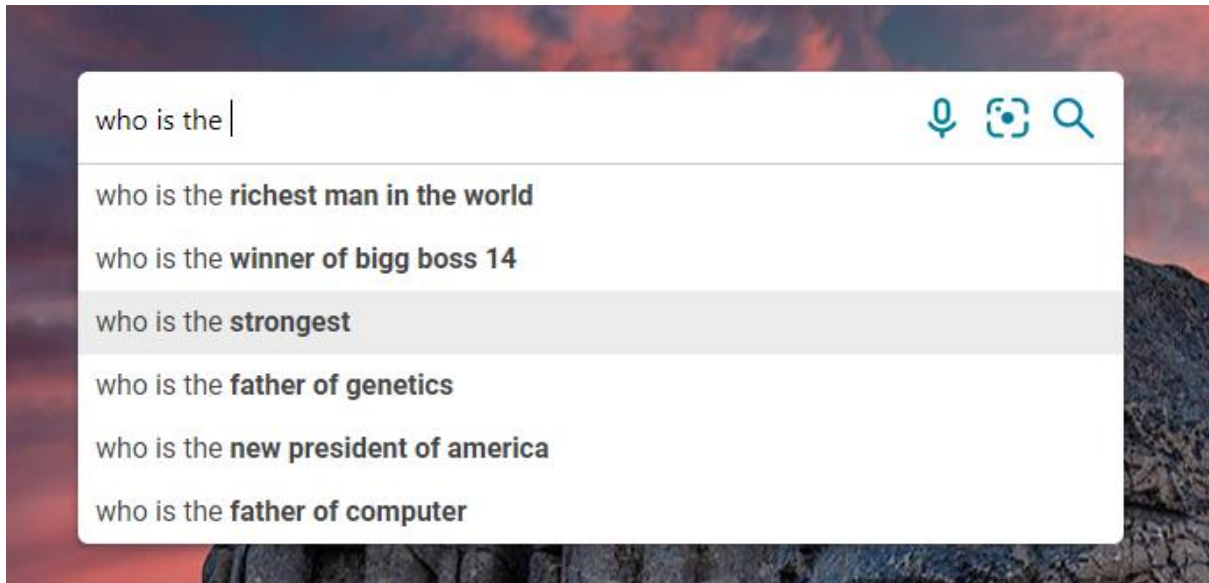 who is the
who is the richest man in the world
who is the winner of bigg boss 14
who is the strongest
who is the father of genetics
who is the new president of america
who is the father of computer